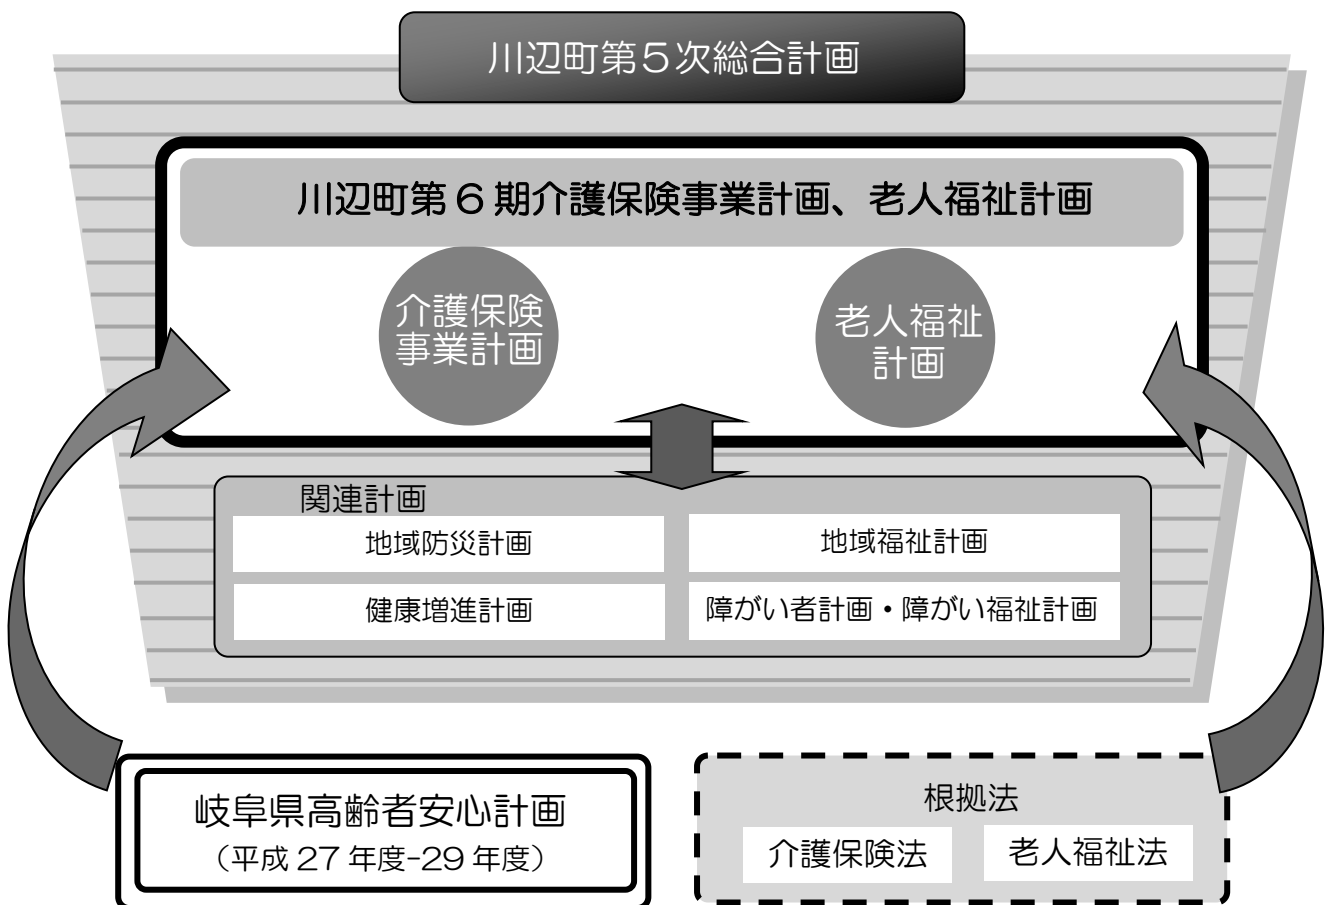 川辺町第5次総合計画
川辺町第6期介護保険事業計画、老人福祉計画
介護保険
事業計画
老人福祉
計画
関連計画
地域防災計画
地域福祉計画
健康増進計画
障がい者計画・障がい福祉計画
岐阜県高齢者安心計画
（平成27年度-29年度）
根拠法
介護保険法
老人福祉法